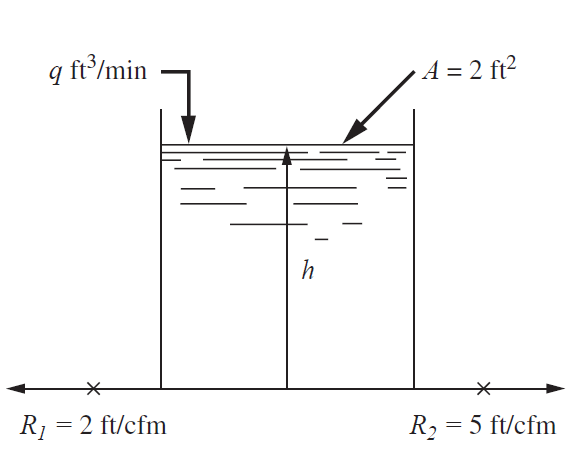 q ft³/min
A = 2 ft²
h
R₁ = 2 ft/cfm
R₂ = 5 ft/cfm